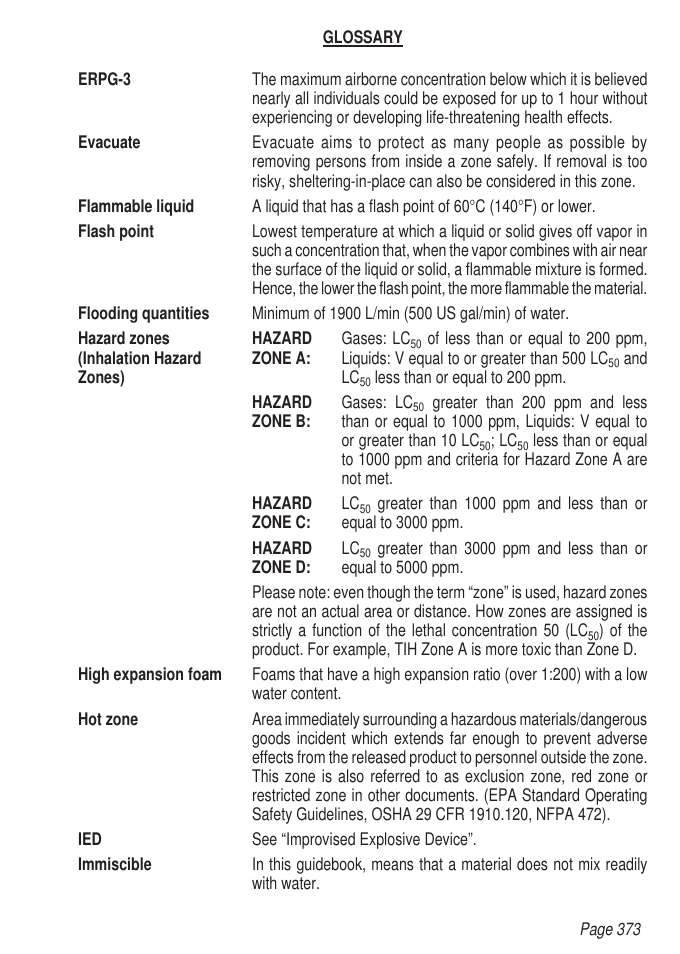 GLOSSARY
ERPG-3 The maximum airborne concentration below which it is believed
nearly all individuals could be exposed for up to 1 hour without
experiencing or developing life-threatening health effects.
Evacuate Evacuate aims to protect as many people as possible by
removing persons from inside a zone safely. If removal is too
risky, sheltering-in-place can also be considered in this zone.
Flammable liquid A liquid that has a flash point of 60°C (140°F) or lower.
Flash point Lowest temperature at which a liquid or solid gives off vapor in
such a concentration that, when the vapor combines with air near
the surface of the liquid or solid, a flammable mixture is formed.
Hence, the lower the flash point, the more flammable the material.
Flooding quantities Minimum of 1900 L/min (500 US gal/min) of water.
Hazard zones HAZARD Gases: LC50 of less than or equal to 200 ppm,
(Inhalation Hazard ZONE A: Liquids: V equal to or greater than 500 LC50 and
Zones) LC50 less than or equal to 200 ppm.
HAZARD Gases: LC50 greater than 200 ppm and less
ZONE B: than or equal to 1000 ppm, Liquids: V equal to
or greater than 10 LC50; LC50 less than or equal
to 1000 ppm and criteria for Hazard Zone A are
not met.
HAZARD LC50 greater than 1000 ppm and less than or
ZONE C: equal to 3000 ppm.
HAZARD LC50 greater than 3000 ppm and less than or
ZONE D: equal to 5000 ppm.
Please note: even though the term “zone” is used, hazard zones
are not an actual area or distance. How zones are assigned is
strictly a function of the lethal concentration 50 (LC50) of the
product. For example, TIH Zone A is more toxic than Zone D.
High expansion foam Foams that have a high expansion ratio (over 1:200) with a low
water content.
Hot zone Area immediately surrounding a hazardous materials/dangerous
goods incident which extends far enough to prevent adverse
effects from the released product to personnel outside the zone.
This zone is also referred to as exclusion zone, red zone or
restricted zone in other documents. (EPA Standard Operating
Safety Guidelines, OSHA 29 CFR 1910.120, NFPA 472).
IED See “Improvised Explosive Device”.
Immiscible In this guidebook, means that a material does not mix readily
with water.
Page 373